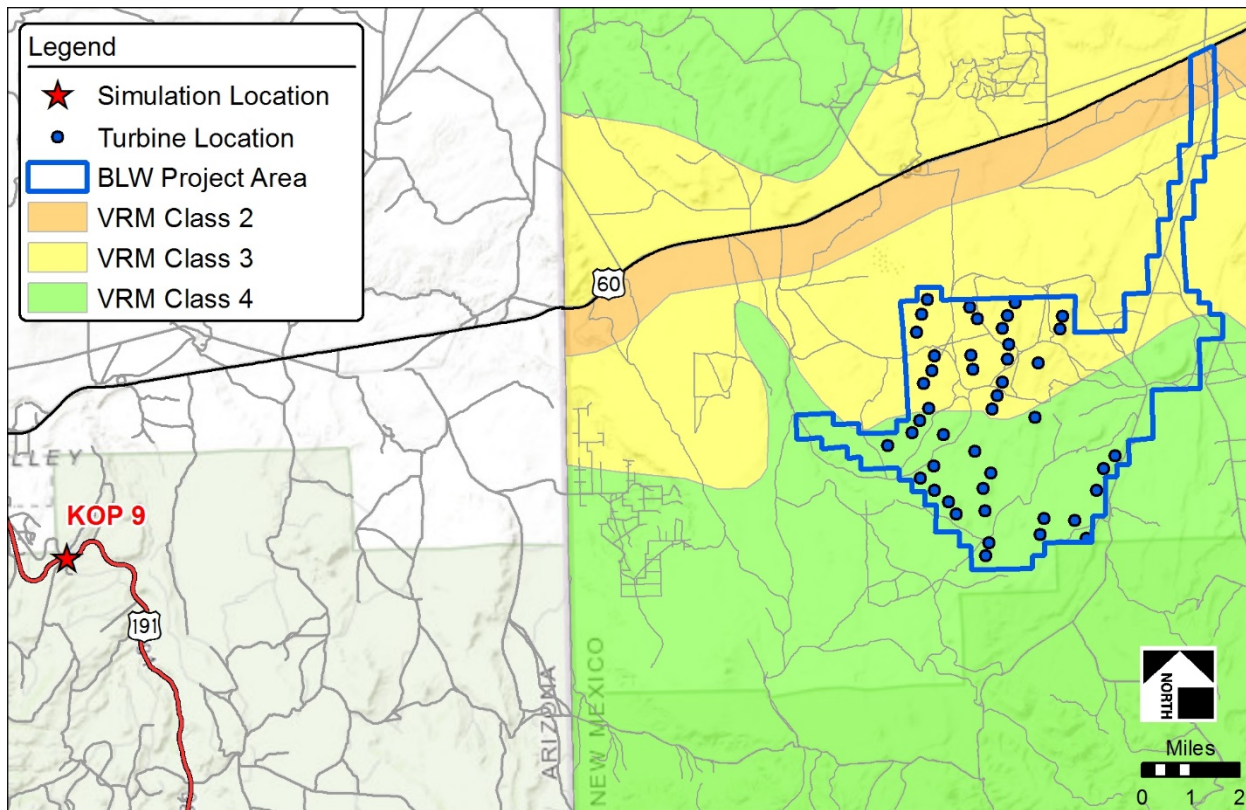 Legend
Simulation Location
Turbine Location
BLW Project Area
VRM Class 2
VRM Class 3
VRM Class 4
60
LLEY
KOP 9
191
ARIZONA
NEW MEXICO
NORTH
Miles
0 1 2